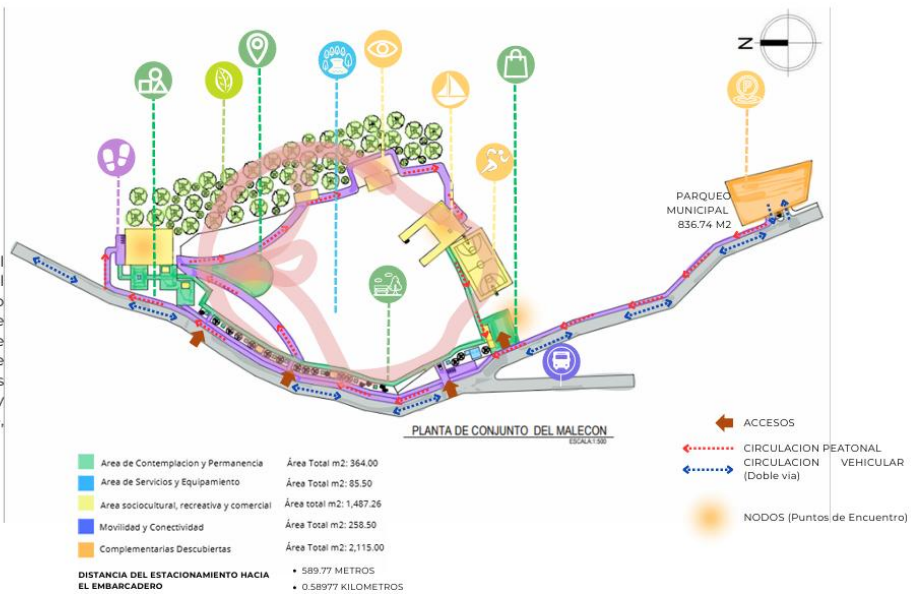 N
P
PARQUEO
MUNICIPAL
836.74 M2
PLANTA DE CONJUNTO DEL MALECON
ESCALA 1:500
ACCESOS
CIRCULACION PEATONAL
CIRCULACION VEHICULAR
(Doble via)
NODOS (Puntos de Encuentro)
Area de Contemplacion y Permanencia Área Total m2: 364.00
Area de Servicios y Equipamiento Área Total m2: 85.50
Area sociocultural, recreativa y comercial Área total m2: 1,487.26
Movilidad y Conectividad Área Total m2: 258.50
Complementarias Descubiertas Área Total m2: 2,115.00
DISTANCIA DEL ESTACIONAMIENTO HACIA
EL EMBARCADERO
• 589.77 METROS
• 0.58977 KILOMETROS